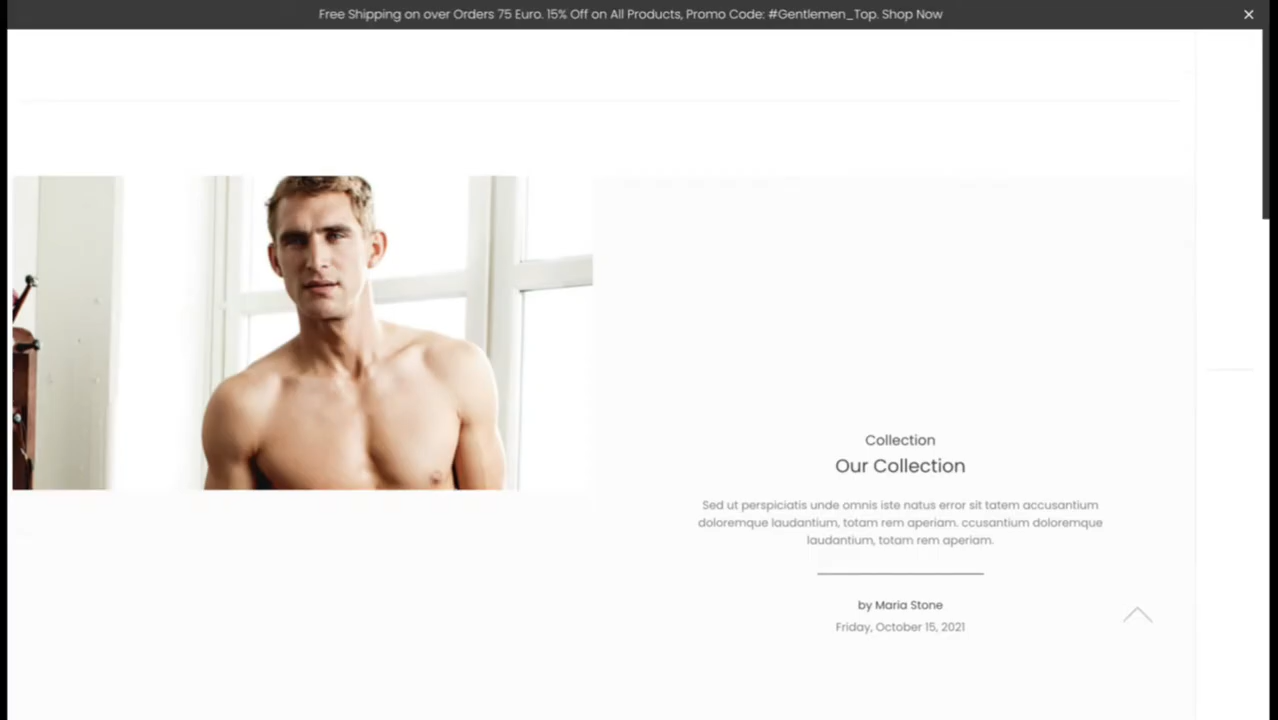 Free Shipping on over Orders 75 Euro. 15% Off on All Products, Promo Code: #Gentlemen_Top. Shop Now
Collection
Our Collection
Sed ut perspiciatis unde omnis iste natus error sit tatem accusantium
doloremque laudantium, totam rem aperiam. ccusantium doloremque
laudantium, totam rem aperiam.
by Maria Stone
Friday, October 15, 2021